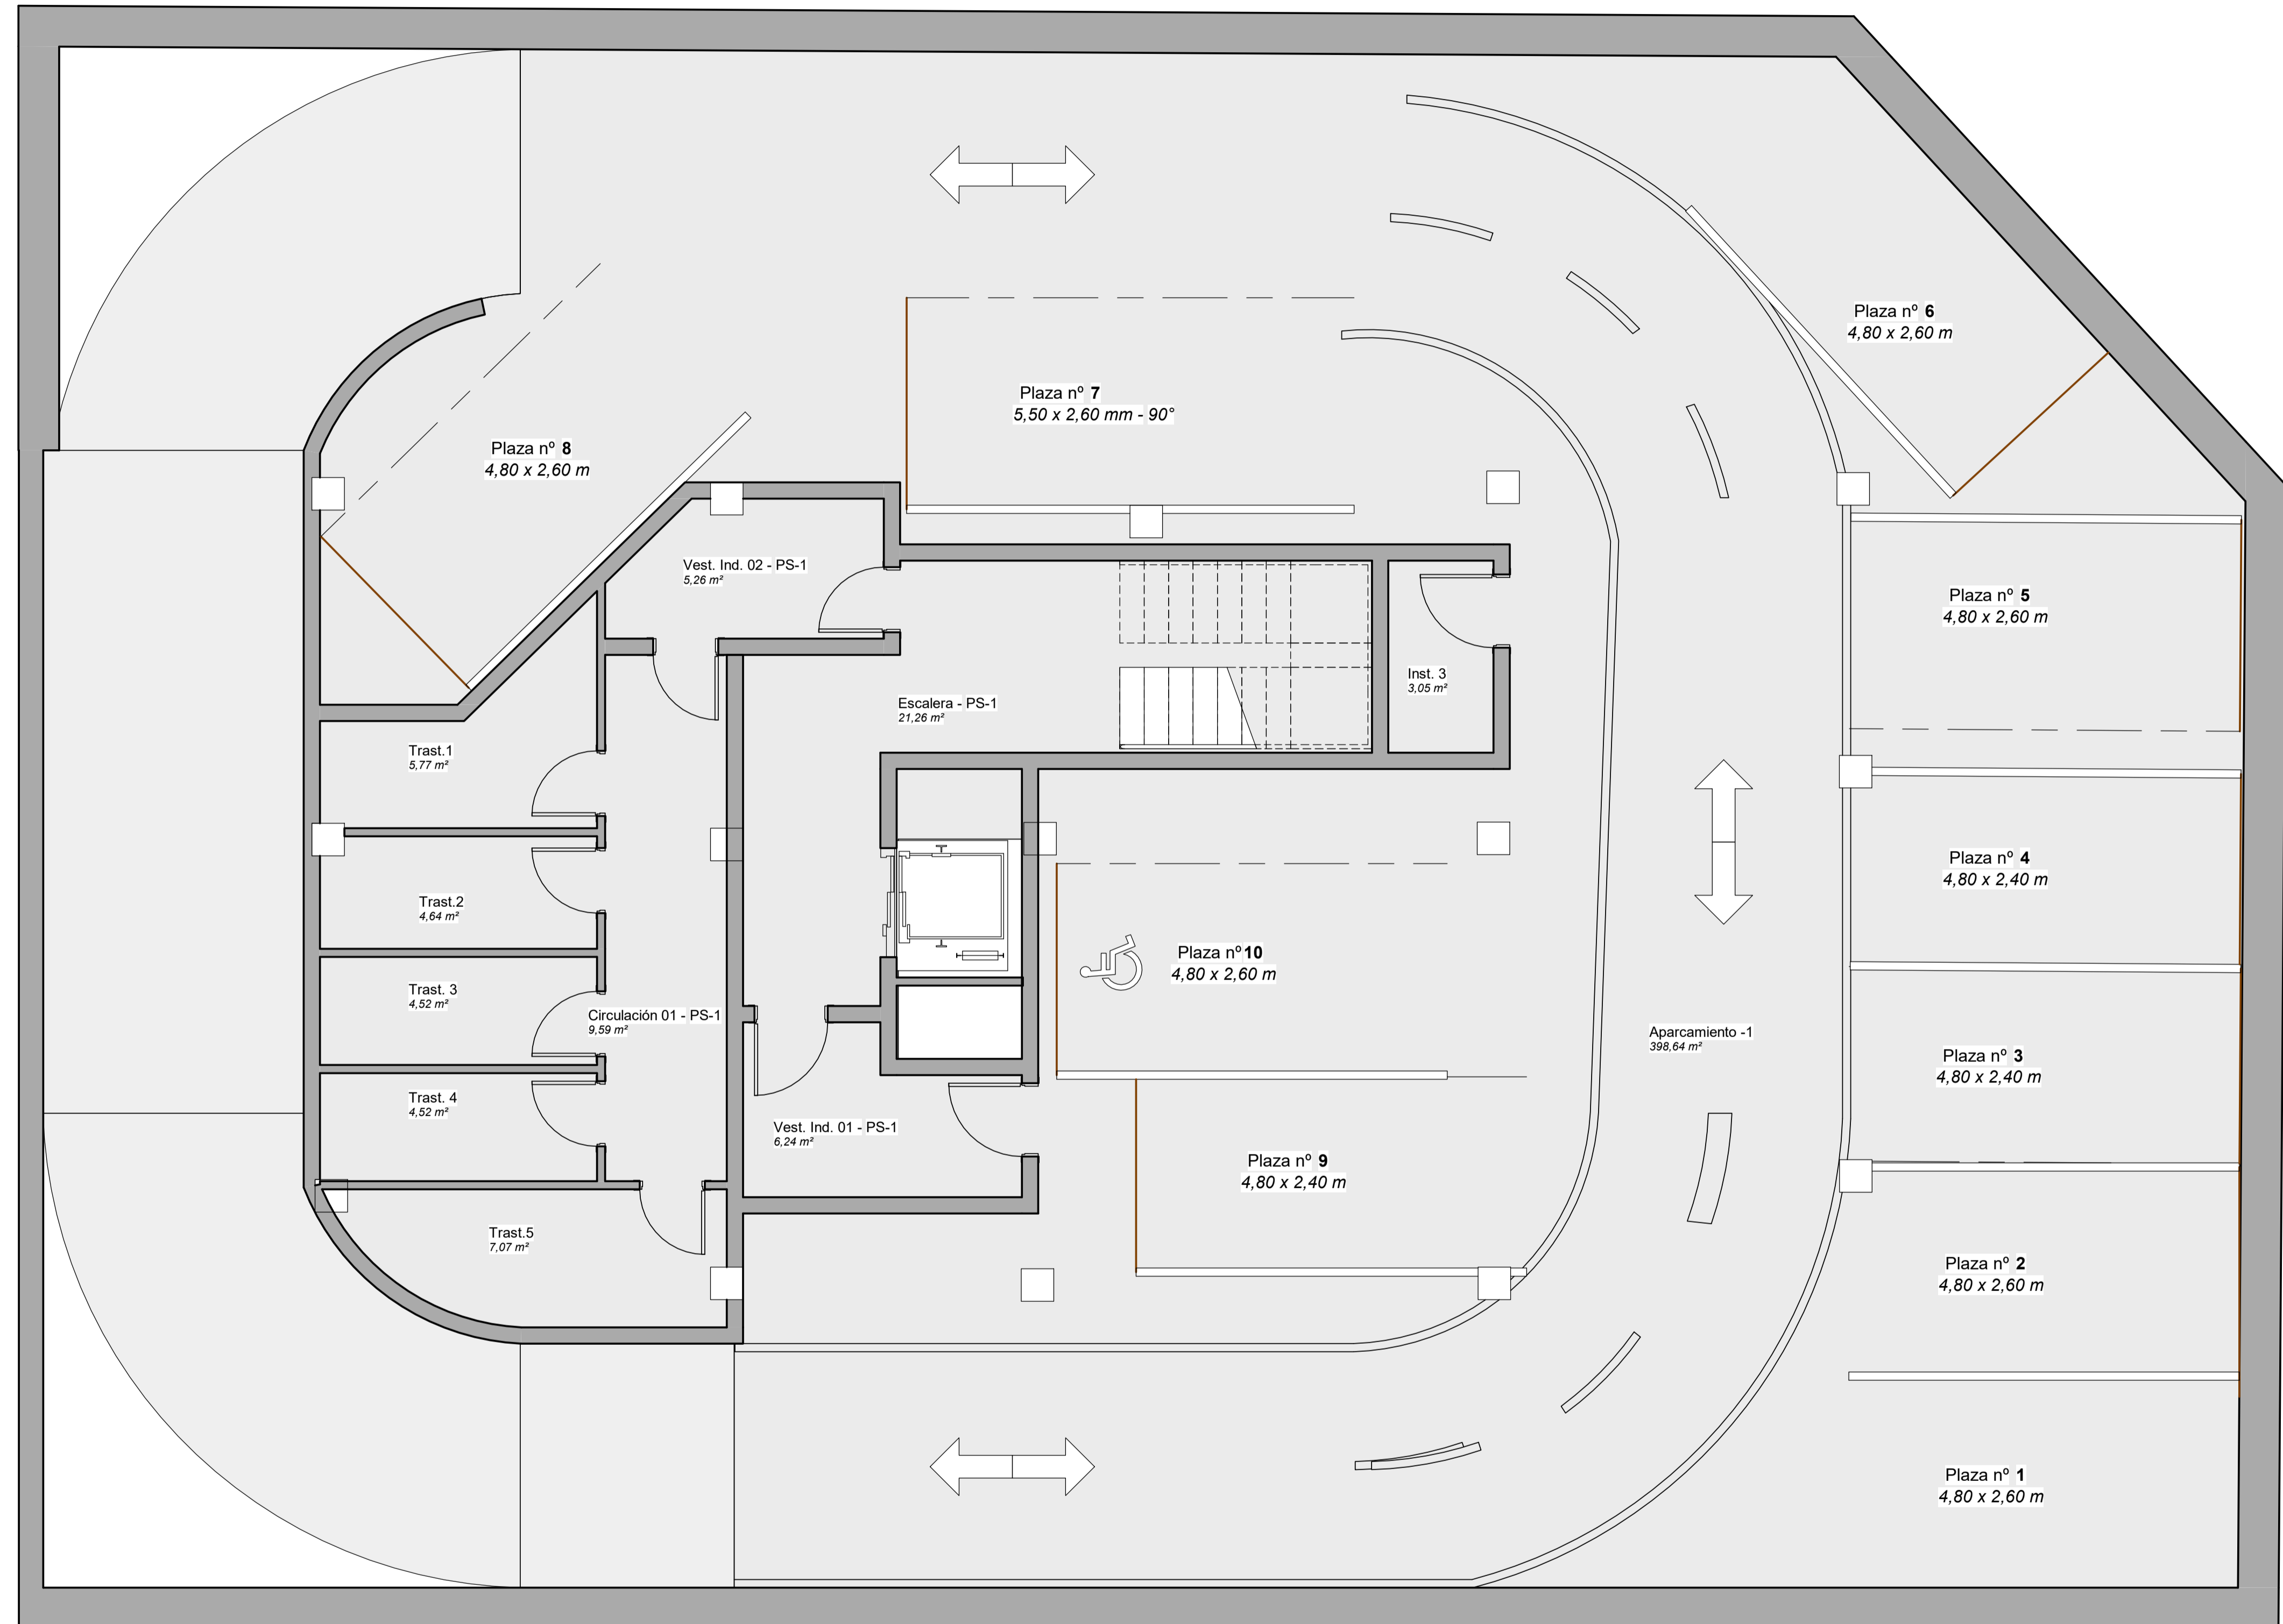 Plaza nº 6
4,80 x 2,60 m
Plaza nº 7
5,50 x 2,60 mm - 90°
Plaza nº 8
4,80 x 2,60 m
Vest. Ind. 02 - PS-1
5,26 m²
Plaza nº 5
4,80 x 2,60 m
Inst. 3
3,05 m²
Escalera - PS-1
21,26 m²
Trast.1
5,77 m²
Plaza nº 4
4,80 x 2,40 m
Trast.2
4,64 m²
Plaza nº 10
4,80 x 2,60 m
Trast. 3
4,52 m²
Circulación 01 - PS-1
9,59 m²
Aparcamiento -1
398,64 m²
Plaza nº 3
4,80 x 2,40 m
Trast. 4
4,52 m²
Vest. Ind. 01 - PS-1
6,24 m²
Plaza nº 9
4,80 x 2,40 m
Trast.5
7,07 m²
Plaza nº 2
4,80 x 2,60 m
Plaza nº 1
4,80 x 2,60 m